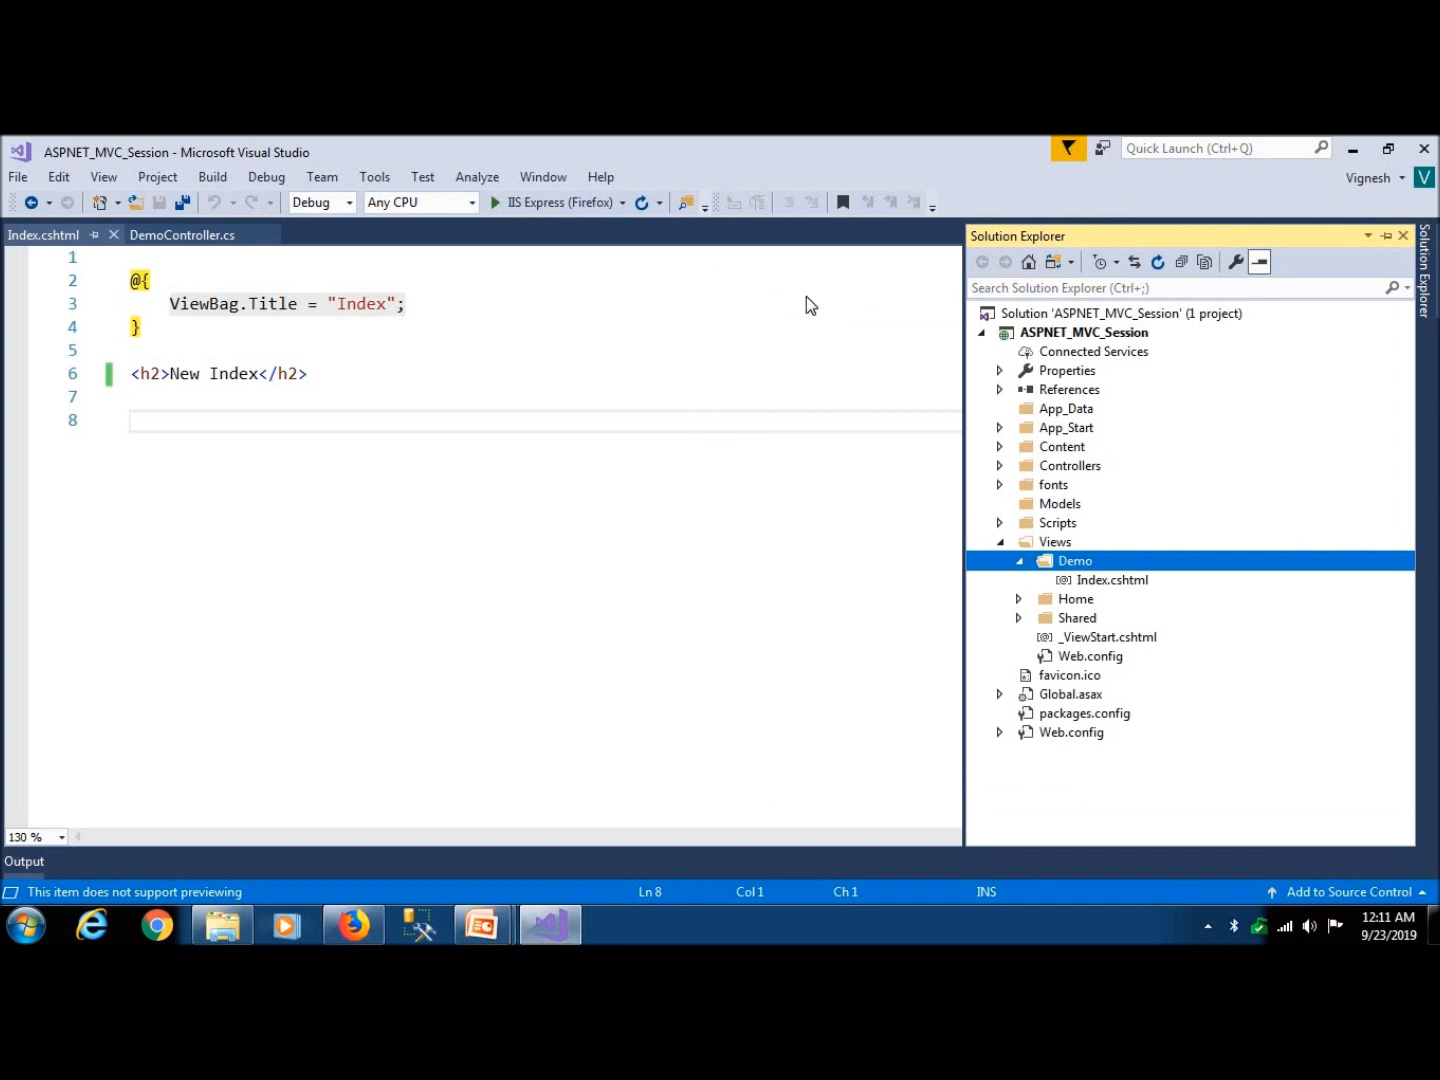 ASPNET_MVC_Session - Microsoft Visual Studio
Quick Launch (Ctrl+Q)
File Edit View Project Build Debug Team Tools Test Analyze Window Help
Vignesh V
Debug Any CPU IIS Express (Firefox)
Index.cshtml DemoController.cs
1
2 @{
3 ViewBag.Title = "Index";
4 }
5
6 <h2>New Index</h2>
7
8
130 %
Solution Explorer
Search Solution Explorer (Ctrl+;)
Solution 'ASPNET_MVC_Session' (1 project)
ASPNET_MVC_Session
Connected Services
Properties
References
App_Data
App_Start
Content
Controllers
fonts
Models
Scripts
Views
Demo
Index.cshtml
Home
Shared
_ViewStart.cshtml
Web.config
favicon.ico
Global.asax
packages.config
Web.config
Solution Explorer
Output
This item does not support previewing Ln 8 Col 1 Ch 1 INS Add to Source Control
12:11 AM
9/23/2019